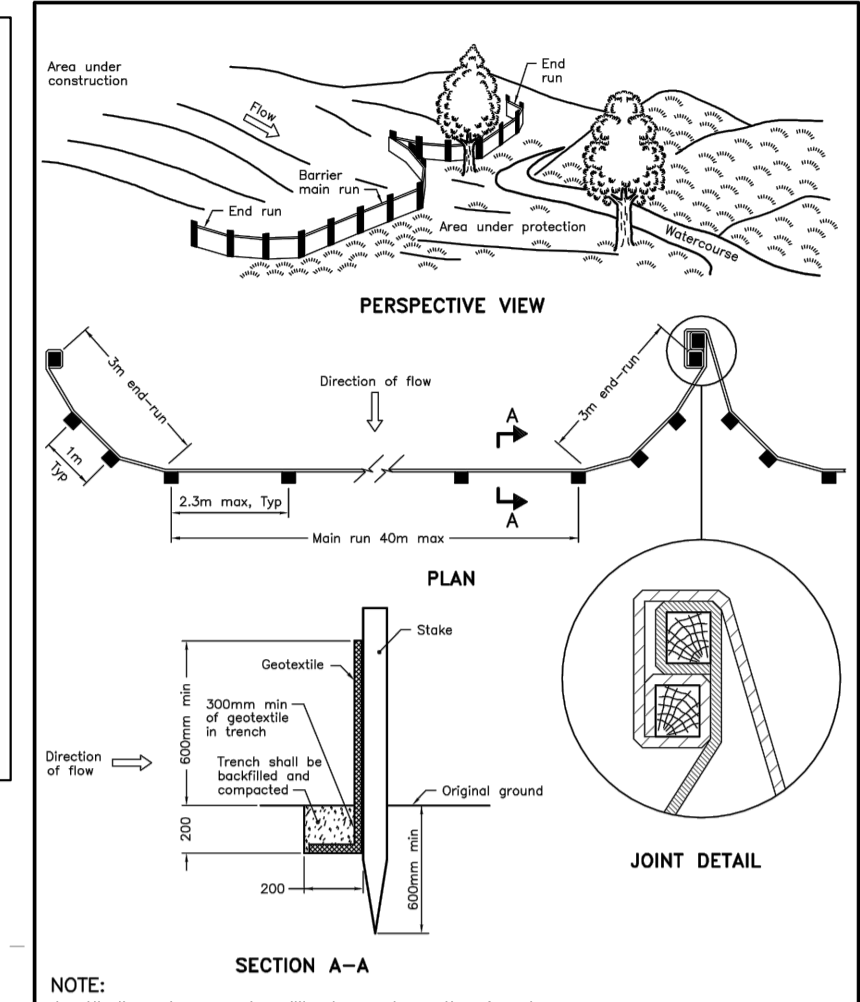 Area under
construction
Flow
End
run
Barrier
main run
End run
Area under protection
Watercourse
PERSPECTIVE VIEW
3m end-run
Direction of flow
3m end-run
A
1m
Typ
2.3m max, Typ
A
Main run 40m max
PLAN
Stake
Geotextile
600mm min
300mm min
of geotextile
in trench
Direction
of flow
Trench shall be
backfilled and
compacted
Original ground
200
600mm min
200
JOINT DETAIL
SECTION A-A
NOTE: